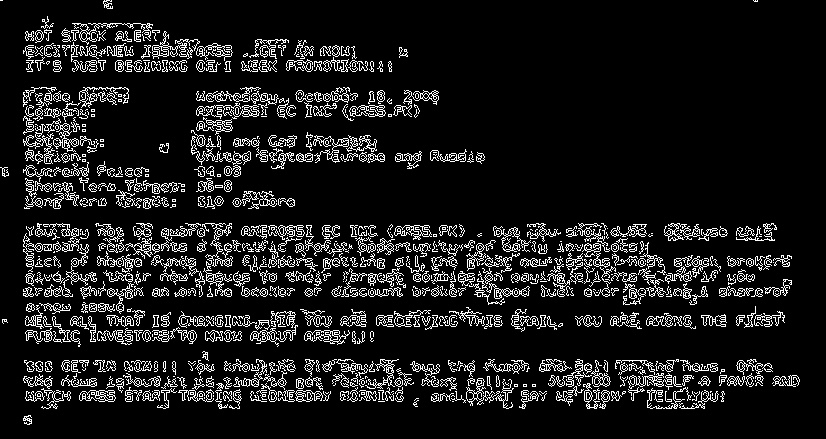 HOT STOCK ALERT!
EXCITING NEW ISSUE ARSS . GET IN NOW!
IT'S JUST BEGINING OF 1 WEEK PROMOTION!!!
Trade Date: Wednesday, October 18, 2006
Company: AMEROSSI EC INC (ARSS.PK)
Symbol: ARSS
Category: (Oil and Gas Industry
Region: United States, Europe and Russia
Current Price: $4.08
Short Term Target: $6-8
Long Term Target: $10 or more
You may not be aware of AMEROSSI EC INC (ARSS.PK) , but you should be. Because this
company represents a terrific profit opportunity for early investors!
Sick of hedge funds and flippers getting all the great new issues? Most stock brokers
give out their new issues to their largest commission paying clients - and if you
trade through an online broker or discount broker - good luck ever getting a share of
a new issue.
WELL ALL THAT IS CHANGING, IF YOU ARE RECEIVING THIS EMAIL, YOU ARE AMONG THE FIRST
PUBLIC INVESTORS TO KNOW ABOUT ARSS!!!
$$$ GET IN NOW!!! You know the old saying, buy the rumor and sell on the news. Once
the news is out it is time to get ready for next rally... JUST DO YOURSELF A FAVOR AND
WATCH ARSS START TRADING WEDNESDAY MORNING , and DON'T SAY WE DIDN'T TELL YOU!